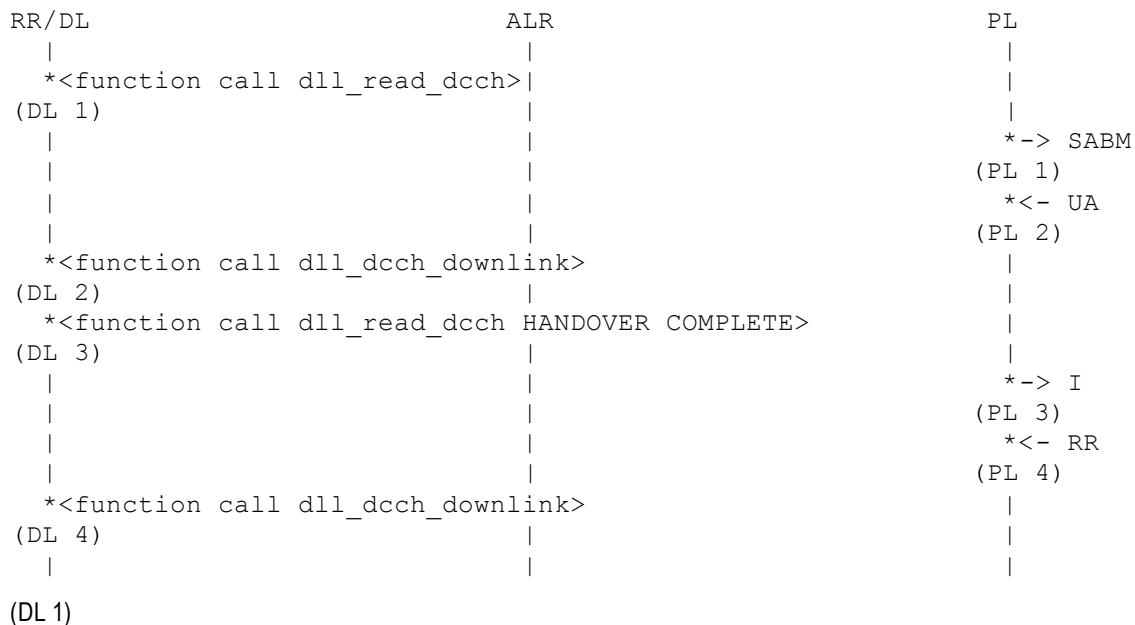 RR/DL                           ALR                         PL
  |                              |                           |
  *<function call dll_read_dcch>|                            |
(DL 1)                           |                           |
  |                              |                           *-> SABM
  |                              |                         (PL 1)
  |                              |                           *<- UA
  |                              |                         (PL 2)
  *<function call dll_dcch_downlink>                         |
(DL 2)                           |                           |
  *<function call dll_read_dcch HANDOVER COMPLETE>           |
(DL 3)                           |                           |
  |                              |                           *-> I
  |                              |                         (PL 3)
  |                              |                           *<- RR
  |                              |                         (PL 4)
  *<function call dll_dcch_downlink>                         |
(DL 4)                           |                           |
  |                              |                           |
(DL 1)